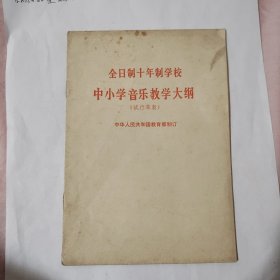 全日制十年制学校
中小学音乐教学大纲
(试行草案)
中华人民共和国教育部制订